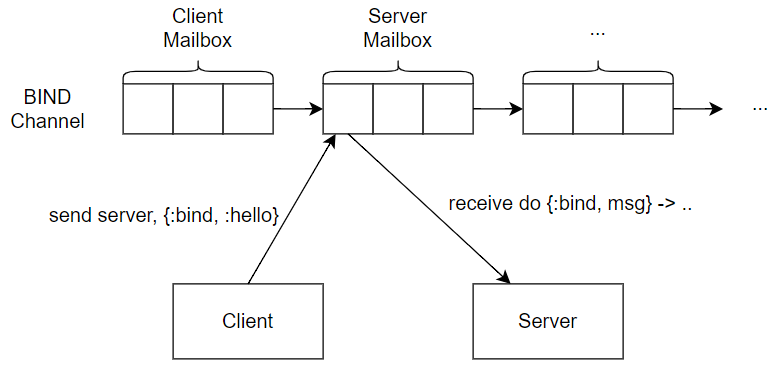 Client
Mailbox
Server
Mailbox
...
BIND
Channel
...
send server, {:bind, :hello}
receive do {:bind, msg} -> ..
Client
Server